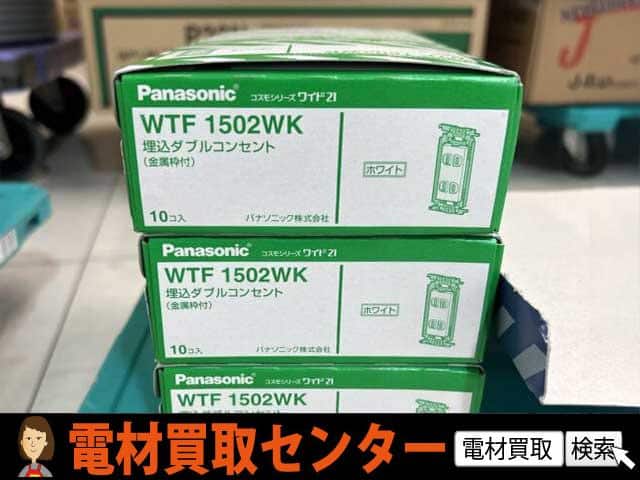 Panasonic コスモシリーズ ワイド21
WTF 1502WK
埋込ダブルコンセント
(金属枠付)
ホワイト
10コ入 パナソニック株式会社
Panasonic コスモシリーズ ワイド21
WTF 1502WK
埋込ダブルコンセント
(金属枠付)
ホワイト
10コ入 パナソニック株式会社
Panasonic コスモシリーズ ワイド21
WTF 1502WK
電材買取センター 電材買取 検索